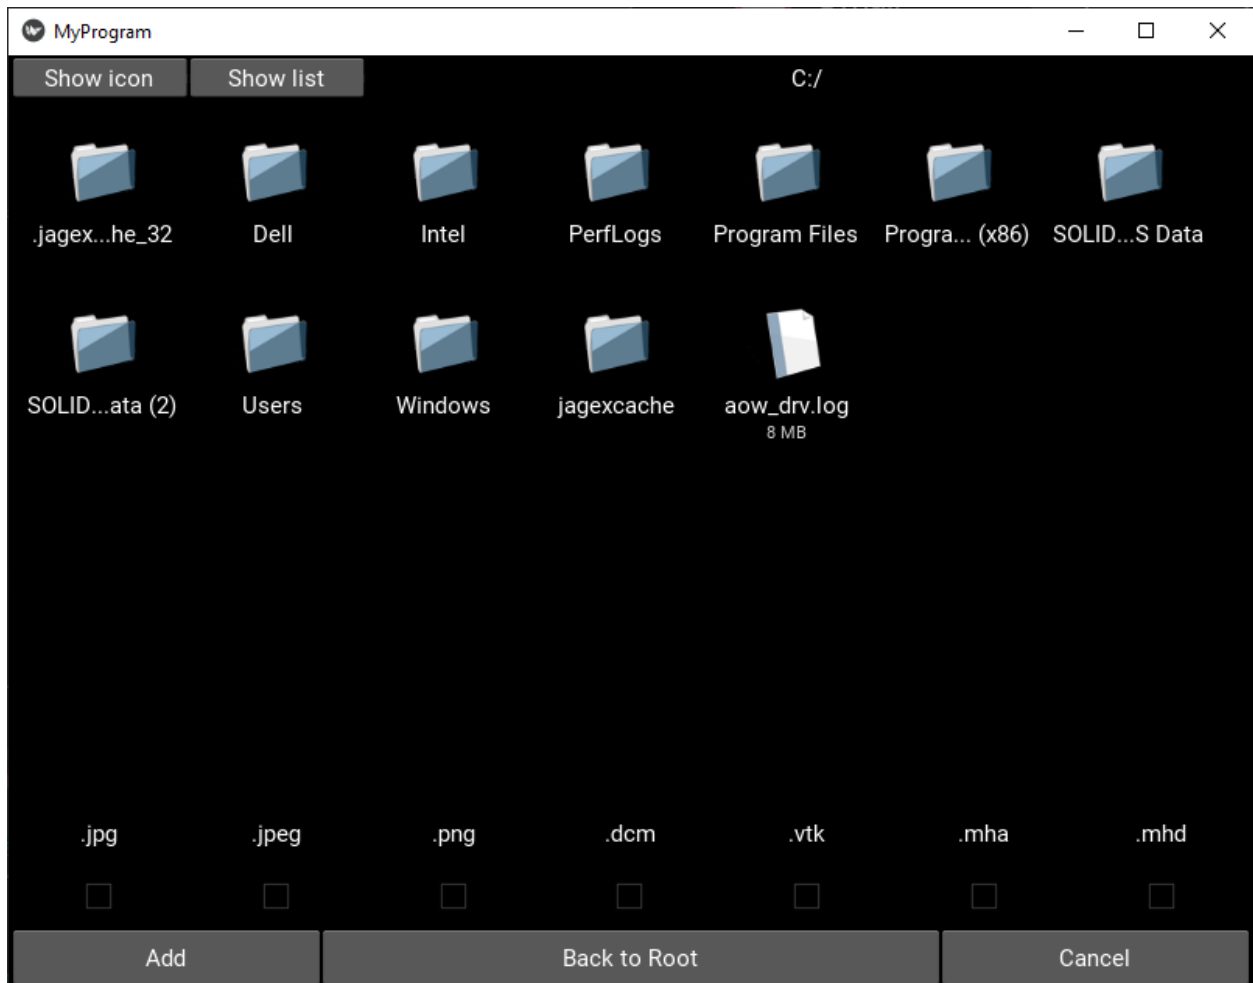 MyProgram
Show icon Show list C:/
.jagex...he_32 Dell Intel PerfLogs Program Files Progra... (x86) SOLID...S Data
SOLID...ata (2) Users Windows jagexcache aow_drv.log
8 MB
.jpg .jpeg .png .dcm .vtk .mha .mhd
Add Back to Root Cancel